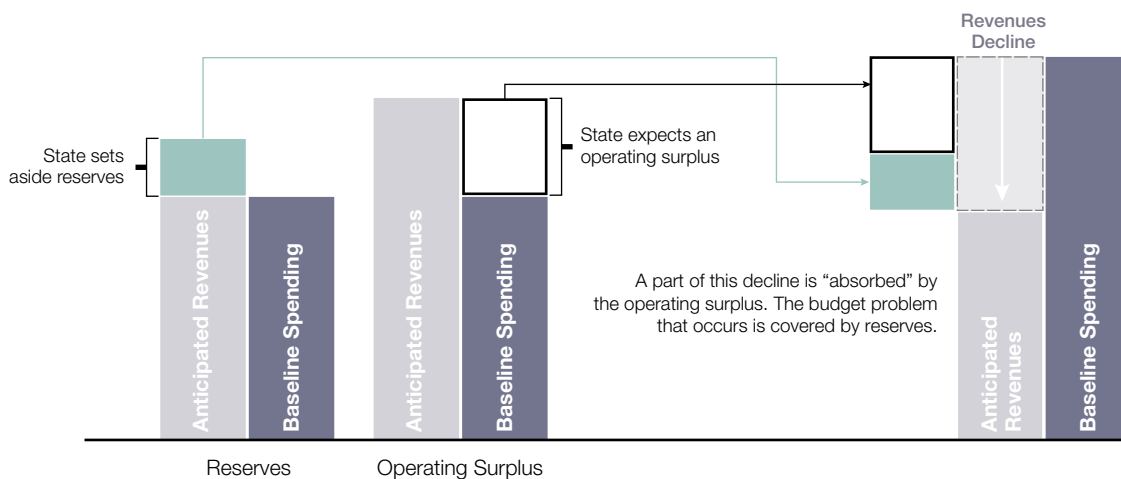 Revenues
Decline
State sets
aside reserves
State expects an
operating surplus
Anticipated Revenues
Baseline Spending
Anticipated Revenues
Baseline Spending
A part of this decline is “absorbed” by
the operating surplus. The budget problem
that occurs is covered by reserves.
Anticipated
Revenues
Baseline Spending
Reserves
Operating Surplus